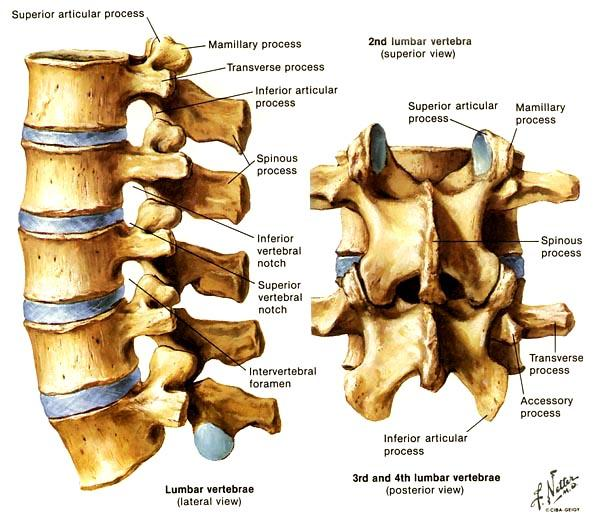 Superior articular process
Mamillary process
Transverse process
Inferior articular
process
Spinous
process
Inferior
vertebral
notch
Superior
vertebral
notch
Intervertebral
foramen
Lumbar vertebrae
(lateral view)
2nd lumbar vertebra
(superior view)
Superior articular
process
Mamillary
process
Spinous
process
Transverse
process
Accessory
process
Inferior articular
process
3rd and 4th lumbar vertebrae
(posterior view)
F. Netter
M.D.
©CIBA-GEIGY